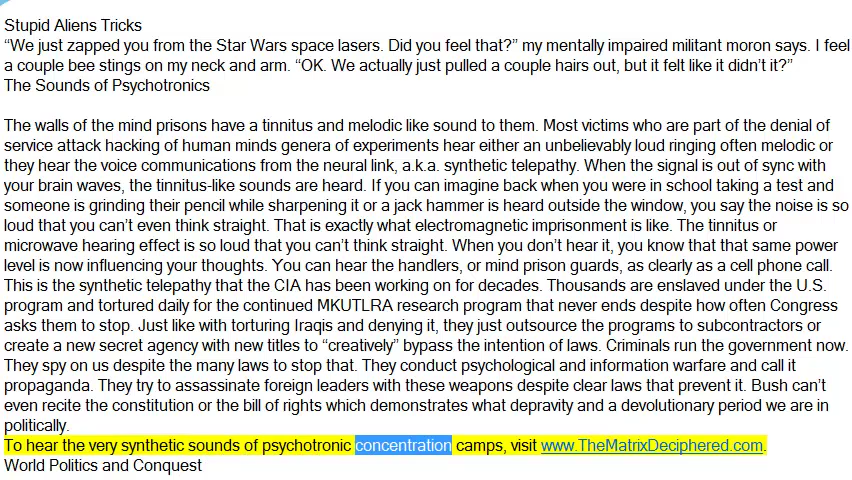 Stupid Aliens Tricks
“We just zapped you from the Star Wars space lasers. Did you feel that?” my mentally impaired militant moron says. I feel
a couple bee stings on my neck and arm. “OK. We actually just pulled a couple hairs out, but it felt like it didn’t it?”
The Sounds of Psychotronics
The walls of the mind prisons have a tinnitus and melodic like sound to them. Most victims who are part of the denial of
service attack hacking of human minds genera of experiments hear either an unbelievably loud ringing often melodic or
they hear the voice communications from the neural link, a.k.a. synthetic telepathy. When the signal is out of sync with
your brain waves, the tinnitus-like sounds are heard. If you can imagine back when you were in school taking a test and
someone is grinding their pencil while sharpening it or a jack hammer is heard outside the window, you say the noise is so
loud that you can’t even think straight. That is exactly what electromagnetic imprisonment is like. The tinnitus or
microwave hearing effect is so loud that you can’t think straight. When you don’t hear it, you know that that same power
level is now influencing your thoughts. You can hear the handlers, or mind prison guards, as clearly as a cell phone call.
This is the synthetic telepathy that the CIA has been working on for decades. Thousands are enslaved under the U.S.
program and tortured daily for the continued MKUTLRA research program that never ends despite how often Congress
asks them to stop. Just like with torturing Iraqis and denying it, they just outsource the programs to subcontractors or
create a new secret agency with new titles to “creatively” bypass the intention of laws. Criminals run the government now.
They spy on us despite the many laws to stop that. They conduct psychological and information warfare and call it
propaganda. They try to assassinate foreign leaders with these weapons despite clear laws that prevent it. Bush can’t
even recite the constitution or the bill of rights which demonstrates what depravity and a devolutionary period we are in
politically.
To hear the very synthetic sounds of psychotronic concentration camps, visit www.TheMatrixDeciphered.com.
World Politics and Conquest